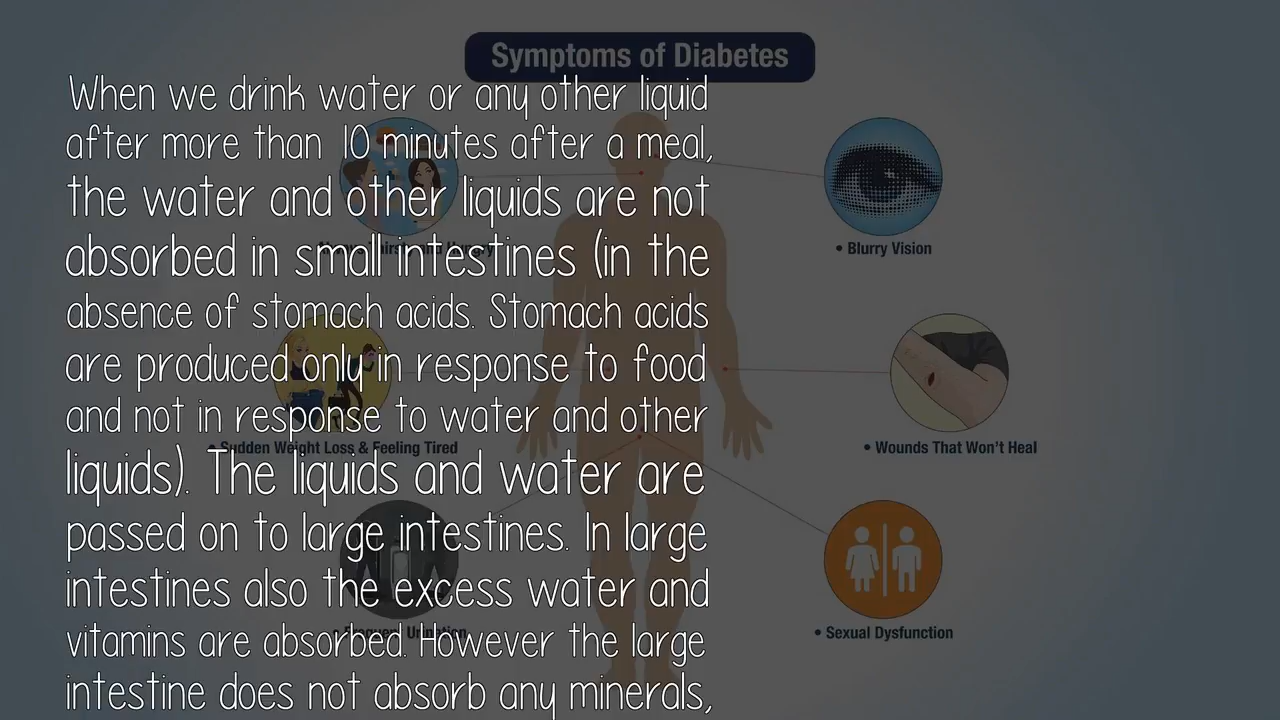 Symptoms of Diabetes
When we drink water or any other liquid
after more than 10 minutes after a meal,
the water and other liquids are not
absorbed in small intestines (in the
absence of stomach acids. Stomach acids
are produced only in response to food
and not in response to water and other
liquids). The liquids and water are
passed on to large intestines. In large
intestines also the excess water and
vitamins are absorbed. However the large
intestine does not absorb any minerals,
• Blurry Vision
• Sudden Weight Loss & Feeling Tired
• Wounds That Won't Heal
• Frequent Urination
• Sexual Dysfunction